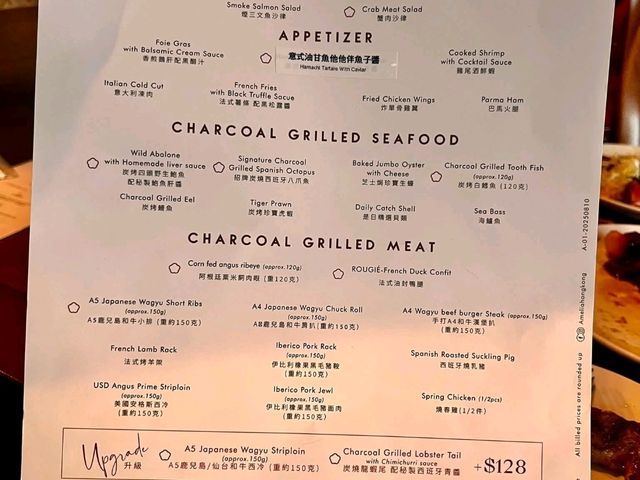 Smoke Salmon Salad
煙三文魚沙律
Crab Meat Salad
蟹肉沙律
APPETIZER
Foie Gras
with Balsamic Cream Sauce
香煎鵝肝配黑醋汁
意式油甘魚他他伴魚子醬
Hamachi Tartare With Caviar
Cooked Shrimp
with Cocktail Sauce
雞尾酒鮮蝦
Italian Cold Cut
意大利凍肉
French Fries
with Black Truffle Sacue
法式薯條 配黑松露醬
Fried Chicken Wings
炸單骨雞翼
Parma Ham
巴馬火腿
CHARCOAL GRILLED SEAFOOD
Wild Abalone
with Homemade liver sauce
炭烤四頭野生鮑魚
配秘製鮑魚肝醬
Signature Charcoal
Grilled Spanish Octopus
招牌炭燒西班牙八爪魚
Baked Jumbo Oyster
with Cheese
芝士焗珍寶生蠔
Charcoal Grilled Tooth Fish
(approx.120g)
炭烤白鱈魚 (120克)
Charcoal Grilled Eel
炭烤鰻魚
Tiger Prawn
炭烤珍寶虎蝦
Daily Catch Shell
是日精選貝類
Sea Bass
海鱸魚
CHARCOAL GRILLED MEAT
Corn fed angus ribeye (approx.120g)
阿根廷粟米飼肉眼 (重120克)
ROUGIÉ-French Duck Confit
法式油封鴨腿
A5 Japanese Wagyu Short Ribs
(approx.150g)
A5鹿兒島和牛小排 (重約150克)
A4 Japanese Wagyu Chuck Roll
(approx.150g)
A8鹿兒島和牛肩扒(重約150克)
A4 Wagyu beef burger Steak (approx.150g)
手打A4和牛漢堡扒
(重約150克)
French Lamb Rack
法式烤羊架
Iberico Pork Rack
(approx.150g)
伊比利橡果黑毛豬鞍
(重約150克)
Spanish Roasted Suckling Pig
西班牙燒乳豬
USD Angus Prime Striploin
美國安格斯西冷
(重約150克)
Iberico Pork Jewl
(approx.150g)
伊比利橡果黑毛豬面肉
(重約150克)
Spring Chicken (1/2pcs)
燒春雞(1/2件)
Upgrade
升級
A5 Japanese Wagyu Striploin
(approx.150g)
A5鹿兒島/仙台和牛西冷 (重約150克)
Charcoal Grilled Lobster Tail
with Chimichurri sauce
炭燒龍蝦尾 配秘製西班牙青醬
+$128
A-01-20250810
Ameliahongkong
All billed prices are rounded up